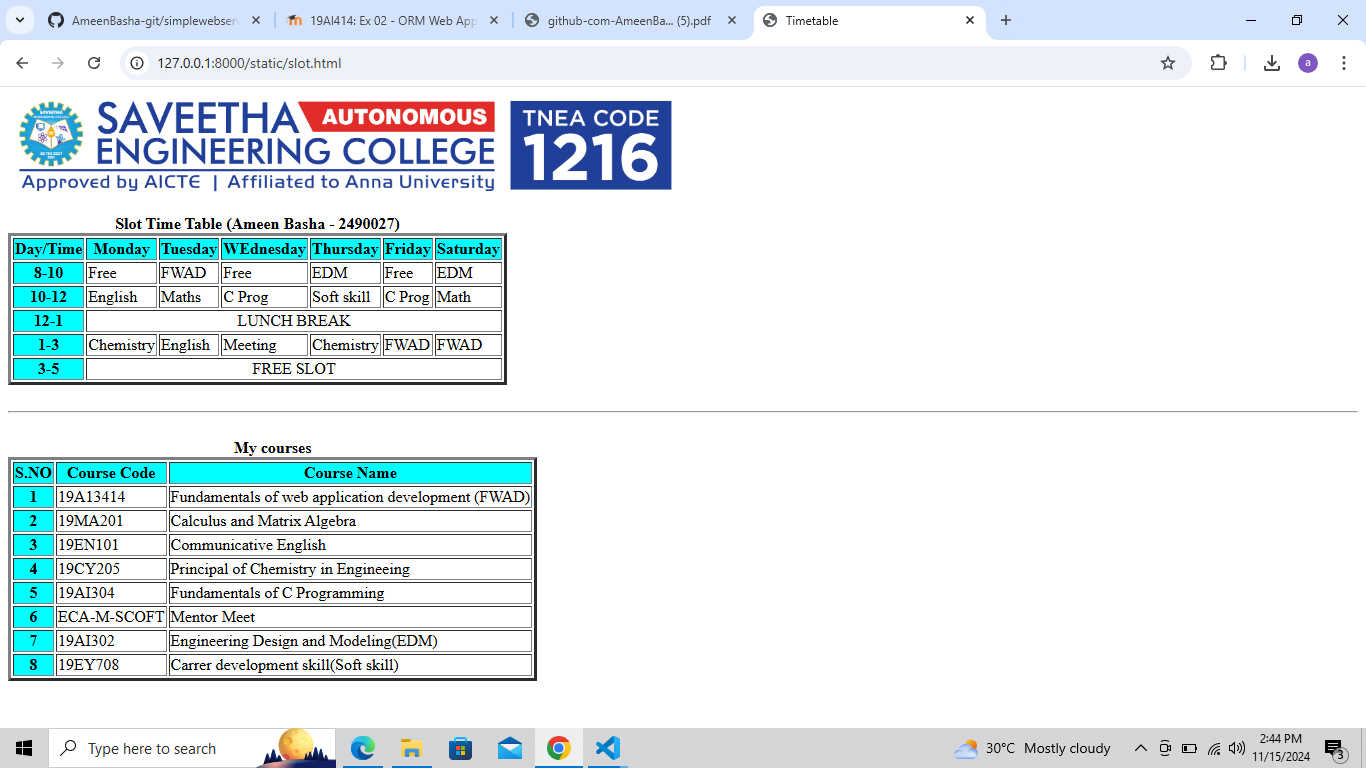 AmeenBasha-git/simplewebser
19AI414: Ex 02 - ORM Web App
github-com-AmeenBa... (5).pdf
Timetable
127.0.0.1:8000/static/slot.html
a
SAVEETHA AUTONOMOUS
ENGINEERING COLLEGE
Approved by AICTE | Affiliated to Anna University
TNEA CODE
1216
Slot Time Table (Ameen Basha - 2490027)
Day/Time Monday Tuesday WEdnesday Thursday Friday Saturday
8-10 Free FWAD Free EDM Free EDM
10-12 English Maths C Prog Soft skill C Prog Math
12-1 LUNCH BREAK
1-3 Chemistry English Meeting Chemistry FWAD FWAD
3-5 FREE SLOT
My courses
S.NO Course Code Course Name
1 19A13414 Fundamentals of web application development (FWAD)
2 19MA201 Calculus and Matrix Algebra
3 19EN101 Communicative English
4 19CY205 Principal of Chemistry in Engineeing
5 19AI304 Fundamentals of C Programming
6 ECA-M-SCOFT Mentor Meet
7 19AI302 Engineering Design and Modeling(EDM)
8 19EY708 Carrer development skill(Soft skill)
Type here to search
30°C Mostly cloudy
2:44 PM
11/15/2024
3